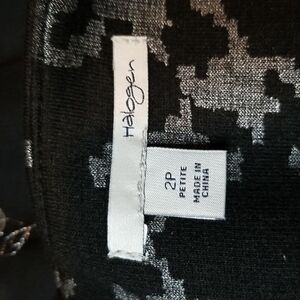 Halogen
2P
PETITE
MADE IN
CHINA